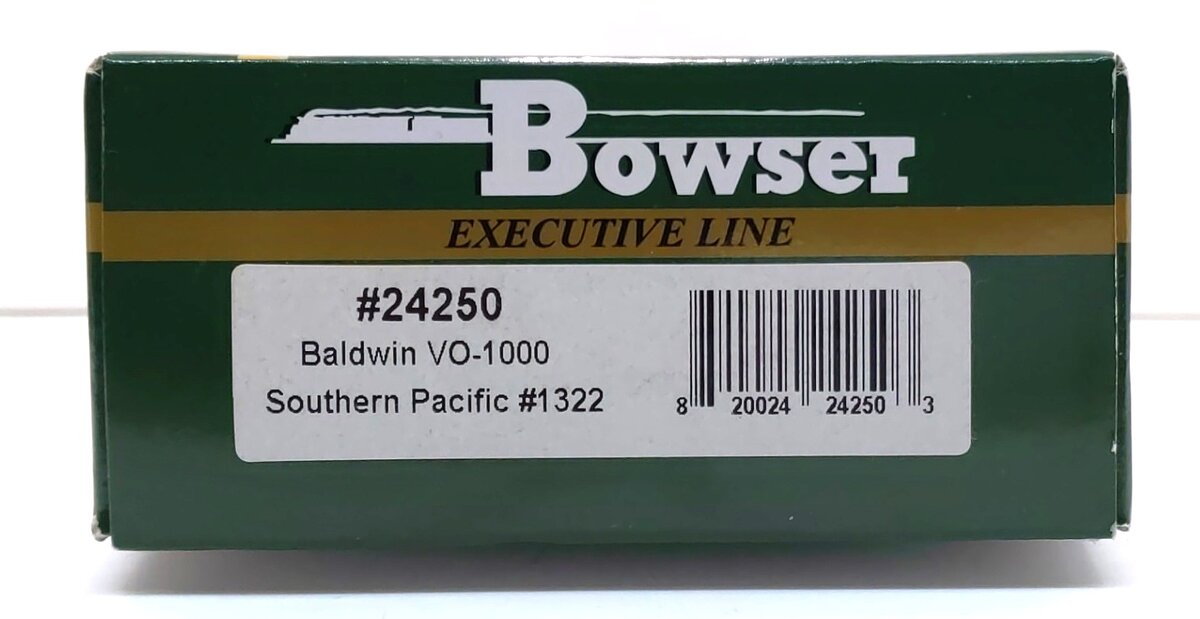 Bowser
EXECUTIVE LINE
#24250
Baldwin VO-1000
Southern Pacific #1322
8 20024 24250 3